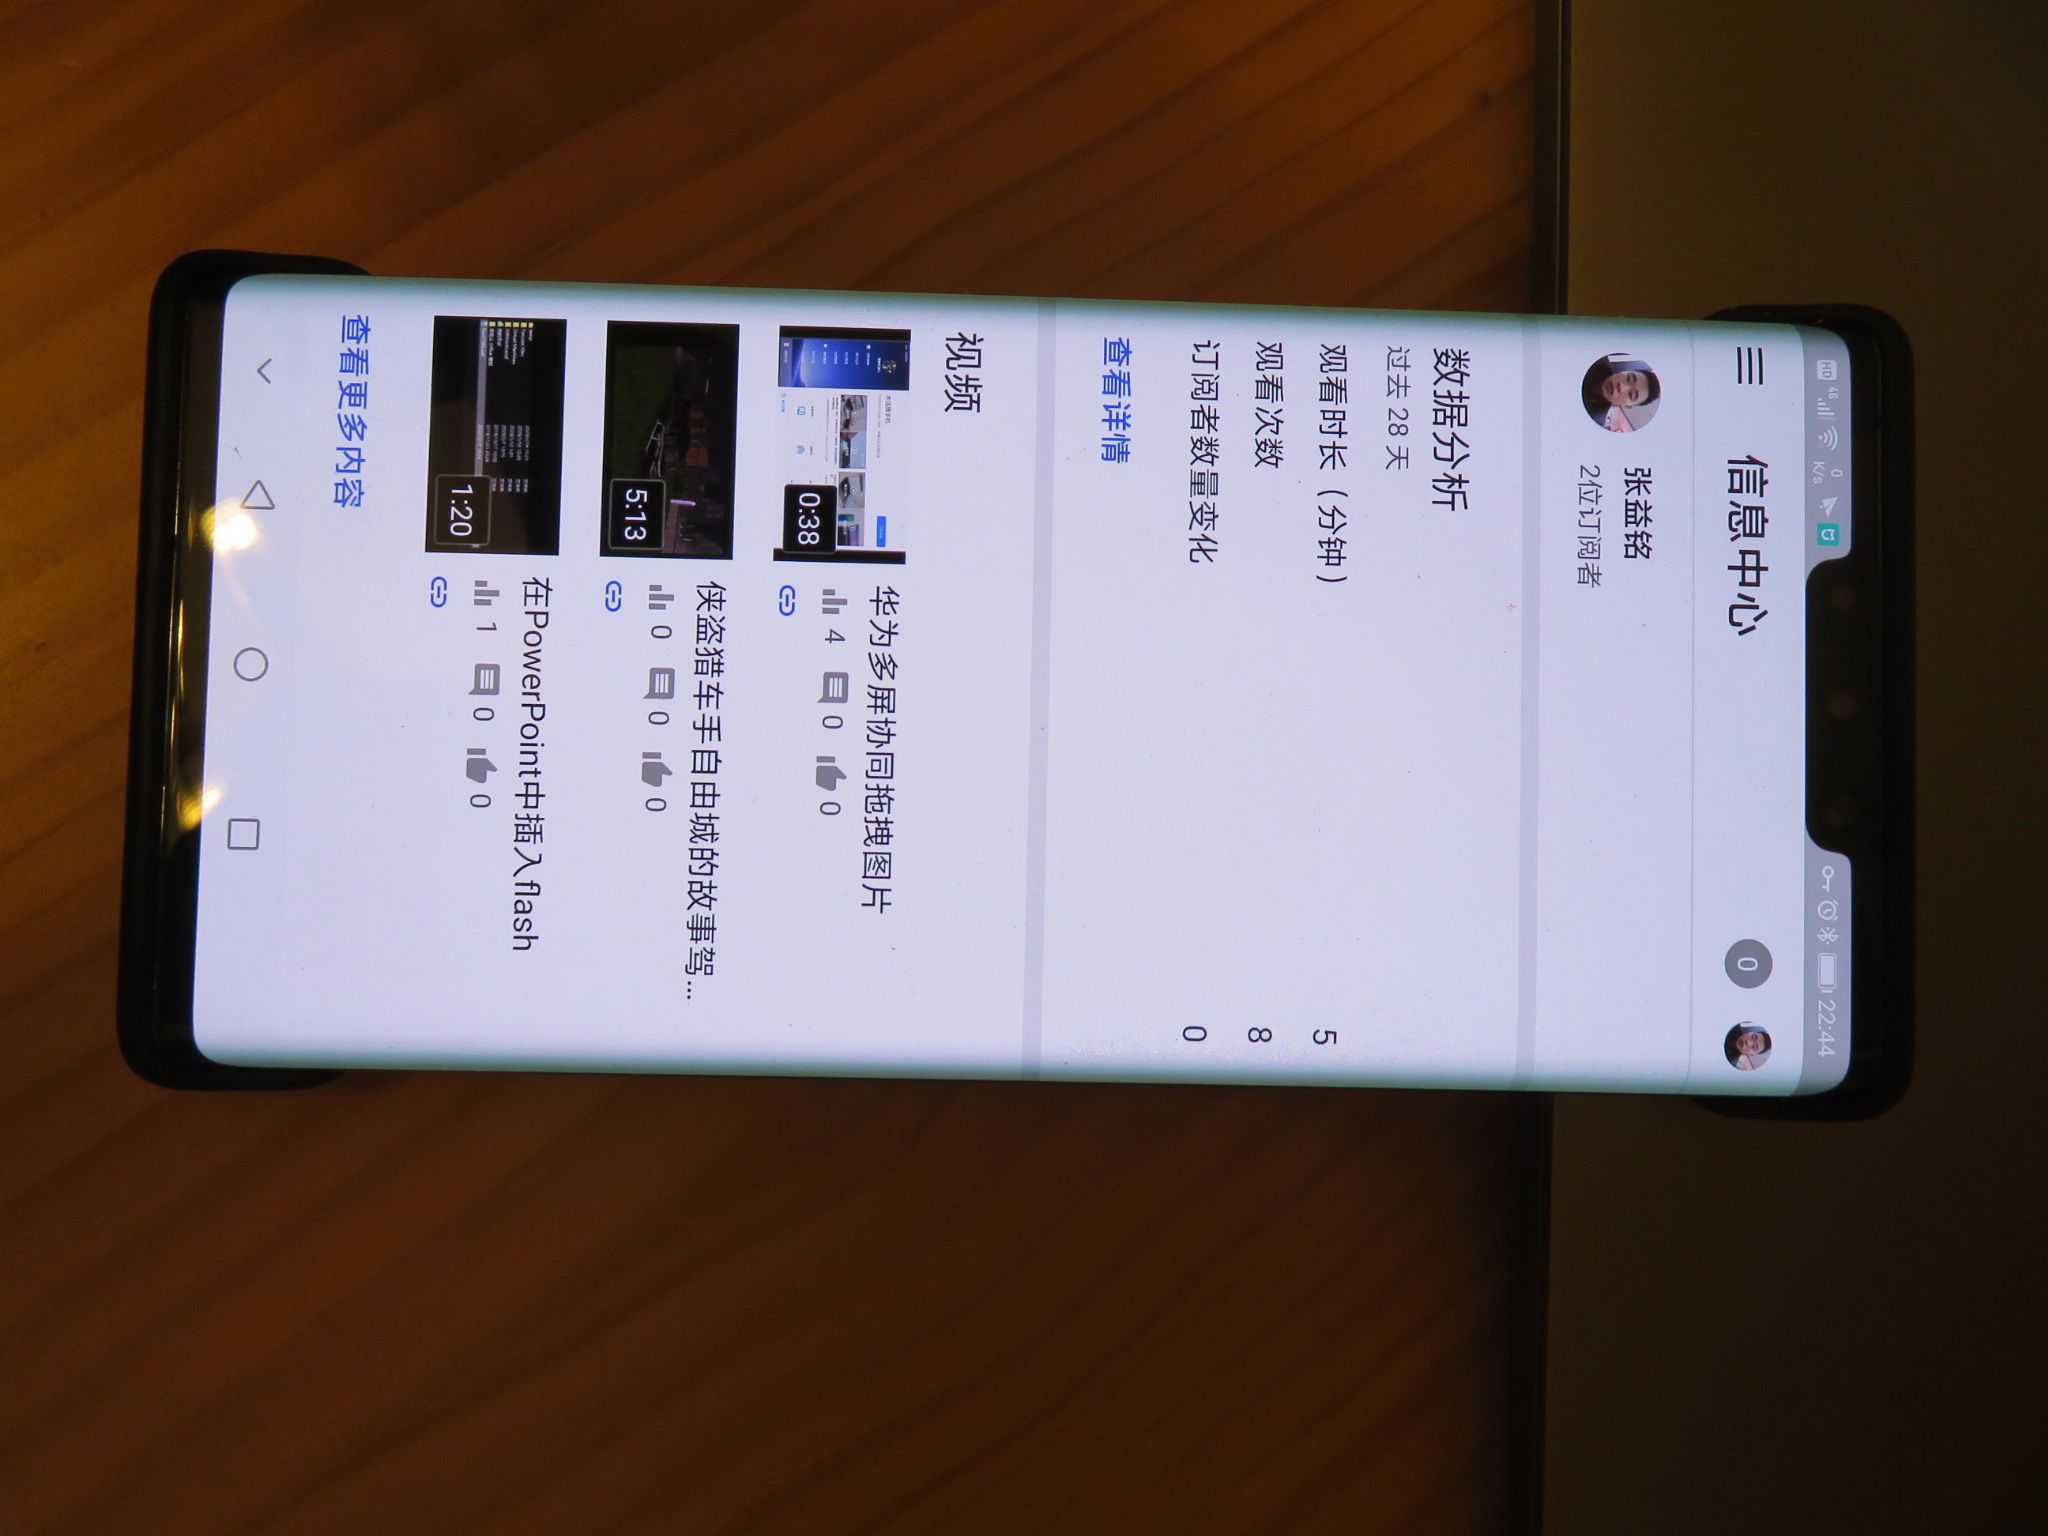 HD 4G 0 K/s 22:44
信息中心 0
张益铭
2位订阅者
数据分析
过去 28 天
观看时长（分钟） 5
观看次数 8
订阅者数量变化 0
查看详情
视频
华为多屏协同拖拽图片
4 0 0
0:38
侠盗猎车手自由城的故事驾...
0 0 0
5:13
在PowerPoint中插入flash
1 0 0
1:20
查看更多内容